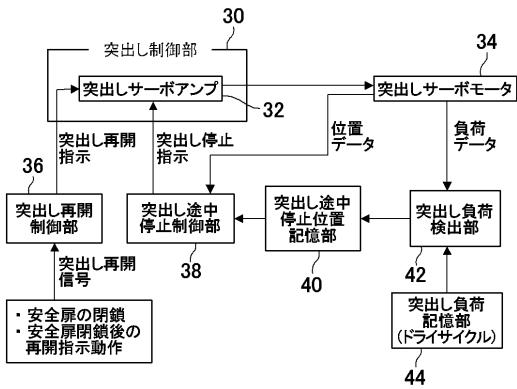 30
突出し制御部
34
突出しサーボアンプ
32
突出しサーボモータ
突出し再開
指示
突出し停止
指示
位置
データ
負荷
データ
36
突出し再開
制御部
突出し途中
停止制御部
38
突出し途中
停止位置
記憶部
40
突出し負荷
検出部
42
突出し再開
信号
・安全扉の閉鎖
・安全扉閉鎖後の
再開指示動作
突出し負荷
記憶部
(ドライサイクル)
44